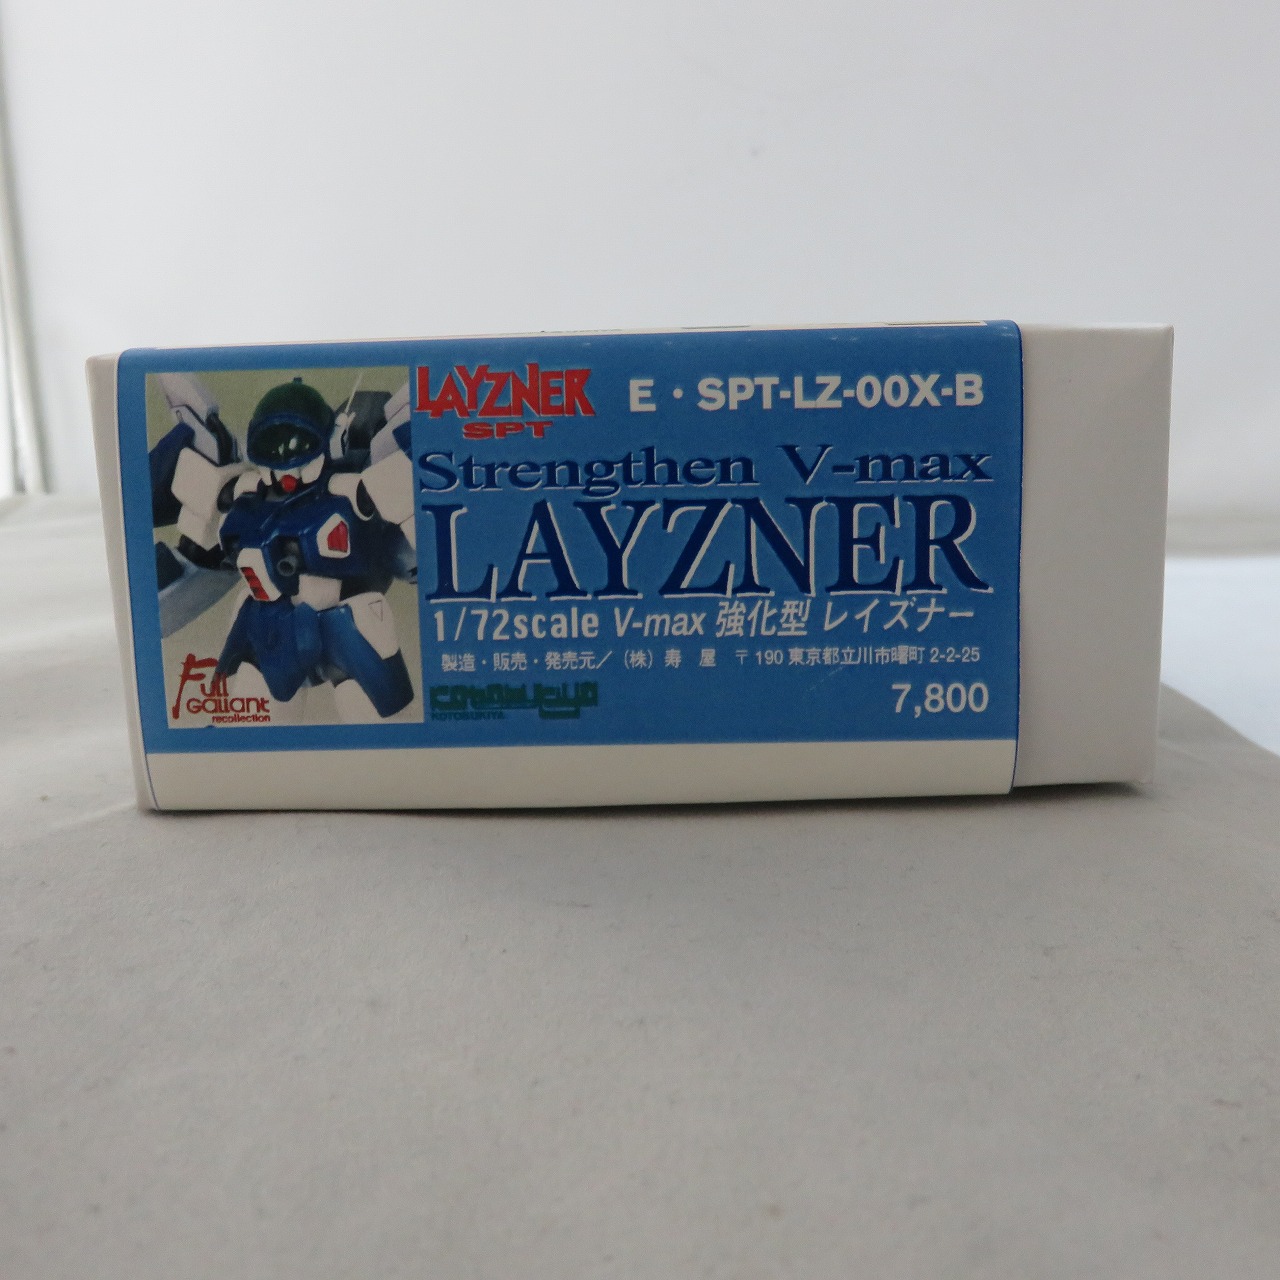 LAYZNER
SPT
E・SPT-LZ-00X-B
Strengthen V-max
LAYZNER
1/72scale V-max 強化型 レイズナー
製造・販売・発売元／(株) 寿 屋 〒190 東京都立川市曙町 2-2-25
KOTOBUKIYA
7,800
Full
Gallant
recollection